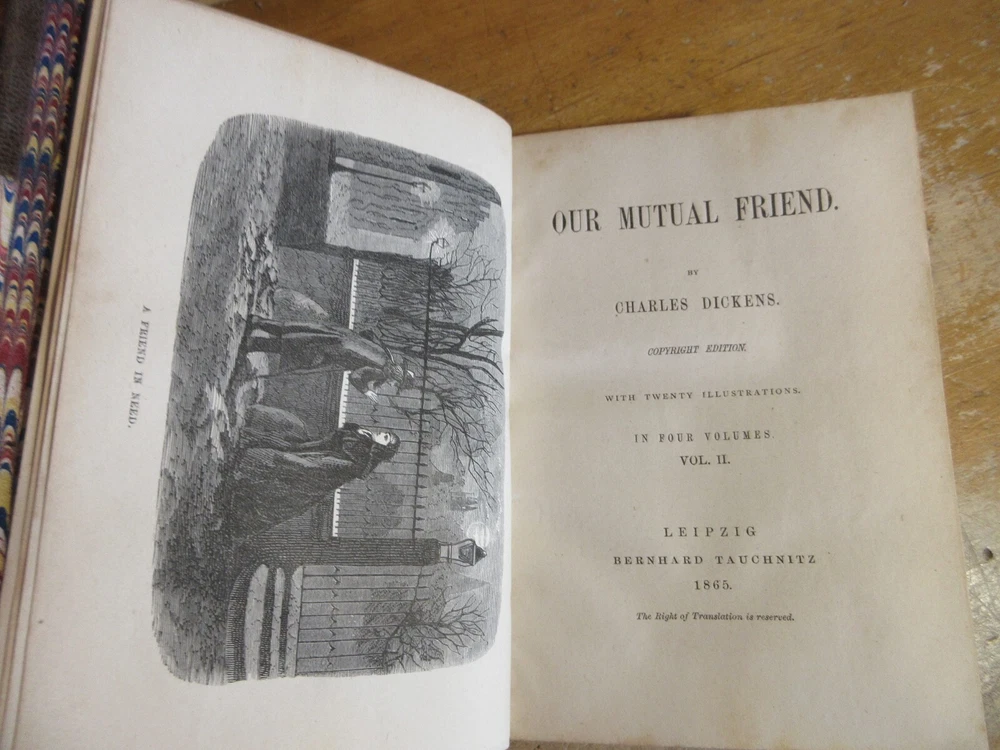 A FRIEND IN NEED.
OUR MUTUAL FRIEND.
BY
CHARLES DICKENS.
COPYRIGHT EDITION.
WITH TWENTY ILLUSTRATIONS.
IN FOUR VOLUMES.
VOL. II.
LEIPZIG
BERNHARD TAUCHNITZ
1865.
The Right of Translation is reserved.